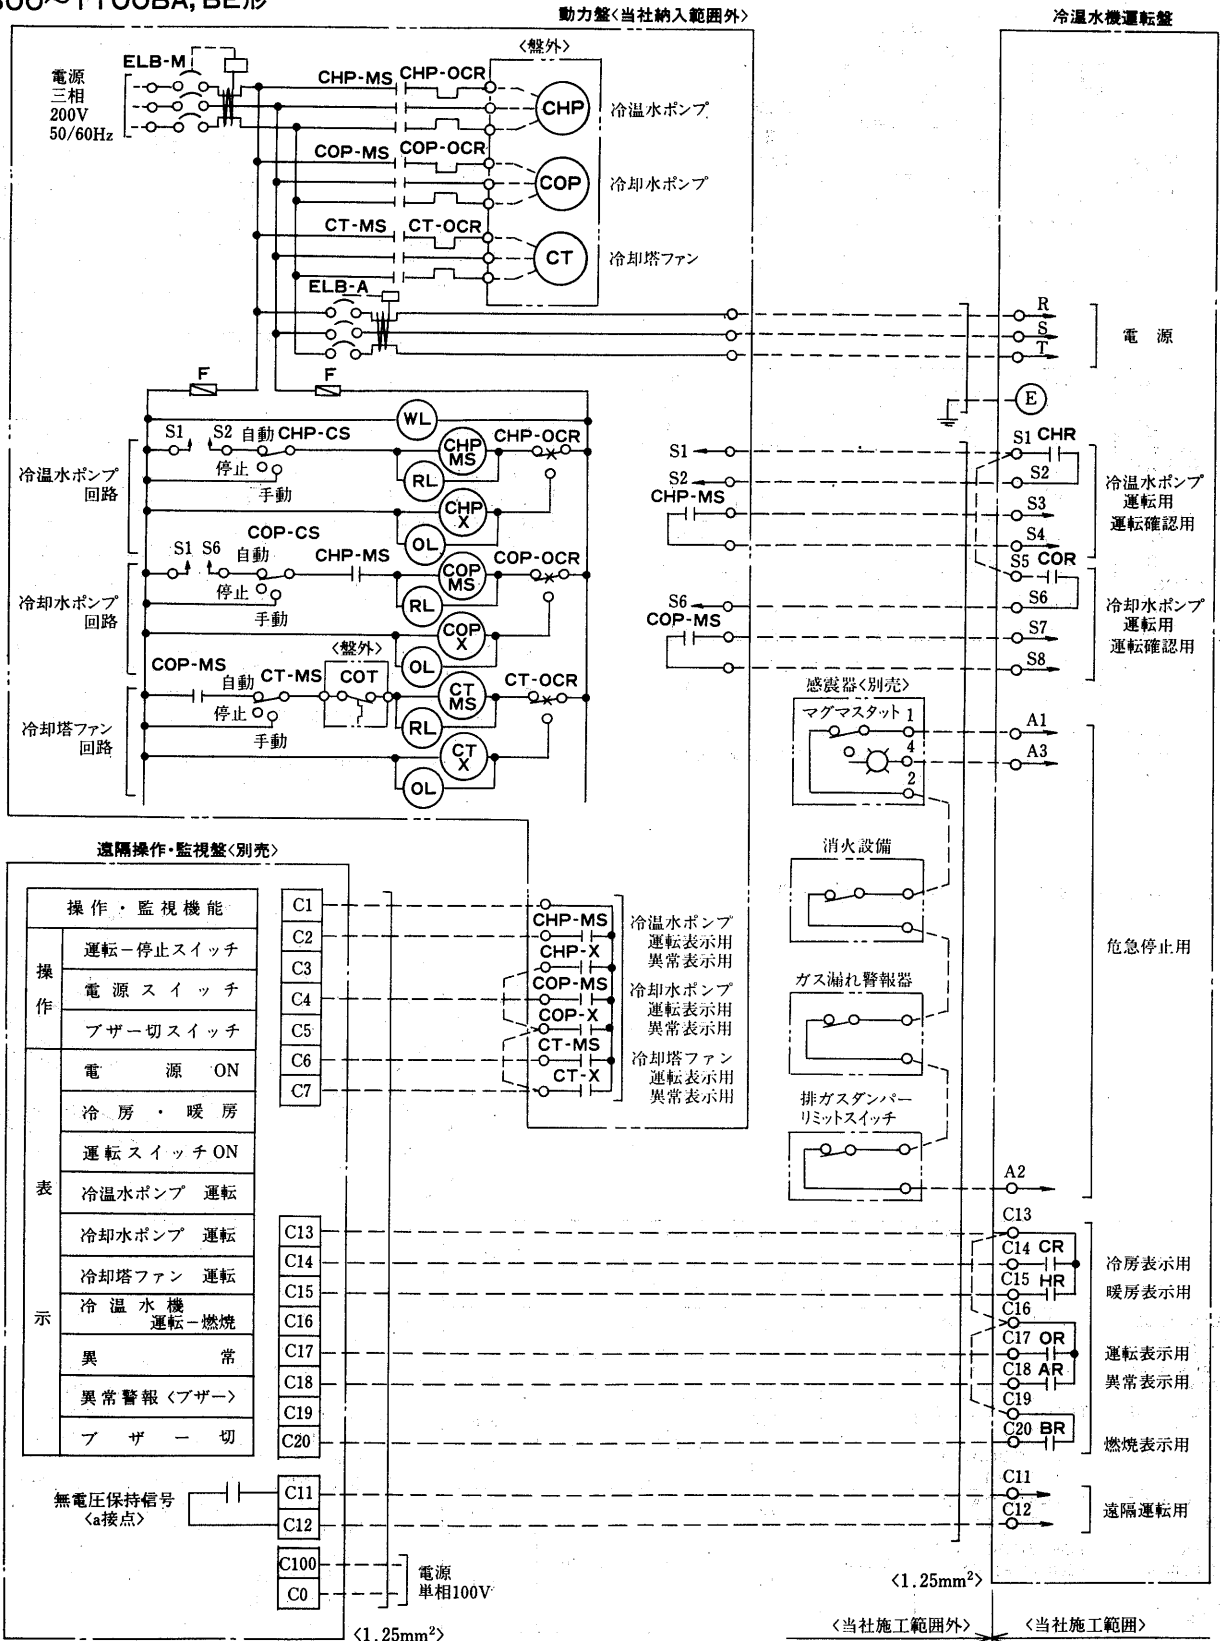 1100BA, BE形
動力盤<当社納入範囲外>
冷温水機運転盤
<盤外>
ELB-M
電源
三相
200V
50/60Hz
CHP-MS CHP-OCR
CHP
冷温水ポンプ
COP-MS COP-OCR
COP
冷却水ポンプ
CT-MS CT-OCR
CT
冷却塔ファン
ELB-A
R
S
T
電源
E
F
F
WL
S1 S2 自動 CHP-CS
停止
手動
CHP MS
CHP-OCR
RL
CHP X
OL
冷温水ポンプ
回路
COP-CS
S1 S6 自動
停止
手動
CHP-MS
COP MS
COP-OCR
RL
COP X
OL
冷却水ポンプ
回路
<盤外>
COP-MS
自動
CT-MS
COT
停止
手動
CT MS
CT-OCR
RL
CT X
OL
冷却塔ファン
回路
S1
S2
CHP-MS
S6
COP-MS
S1 CHR
S2
S3
S4
冷温水ポンプ
運転用
運転確認用
S5 COR
S6
S7
S8
冷却水ポンプ
運転用
運転確認用
感震器<別売>
マグマスタット 1
4
2
A1
A3
消火設備
ガス漏れ警報器
排ガスダンパー
リミットスイッチ
A2
危急停止用
遠隔操作・監視盤<別売>
操作・監視機能
操作
運転-停止スイッチ
電源スイッチ
ブザー切スイッチ
表示
電源 ON
冷房・暖房
運転スイッチON
冷温水ポンプ 運転
冷却水ポンプ 運転
冷却塔ファン 運転
冷温水機
運転-燃焼
異常
異常警報<ブザー>
ブザー切
C1
C2
C3
C4
C5
C6
C7
CHP-MS
CHP-X
COP-MS
COP-X
CT-MS
CT-X
冷温水ポンプ
運転表示用
異常表示用
冷却水ポンプ
運転表示用
異常表示用
冷却塔ファン
運転表示用
異常表示用
C13
C14
C15
C16
C17
C18
C19
C20
C13
C14 CR
C15 HR
C16
C17 OR
C18 AR
C19
C20 BR
冷房表示用
暖房表示用
運転表示用
異常表示用
燃焼表示用
無電圧保持信号
<a接点>
C11
C12
C11
C12
遠隔運転用
C100
C0
電源
単相100V
<1.25mm²>
<1.25mm²>
<当社施工範囲外>
<当社施工範囲>